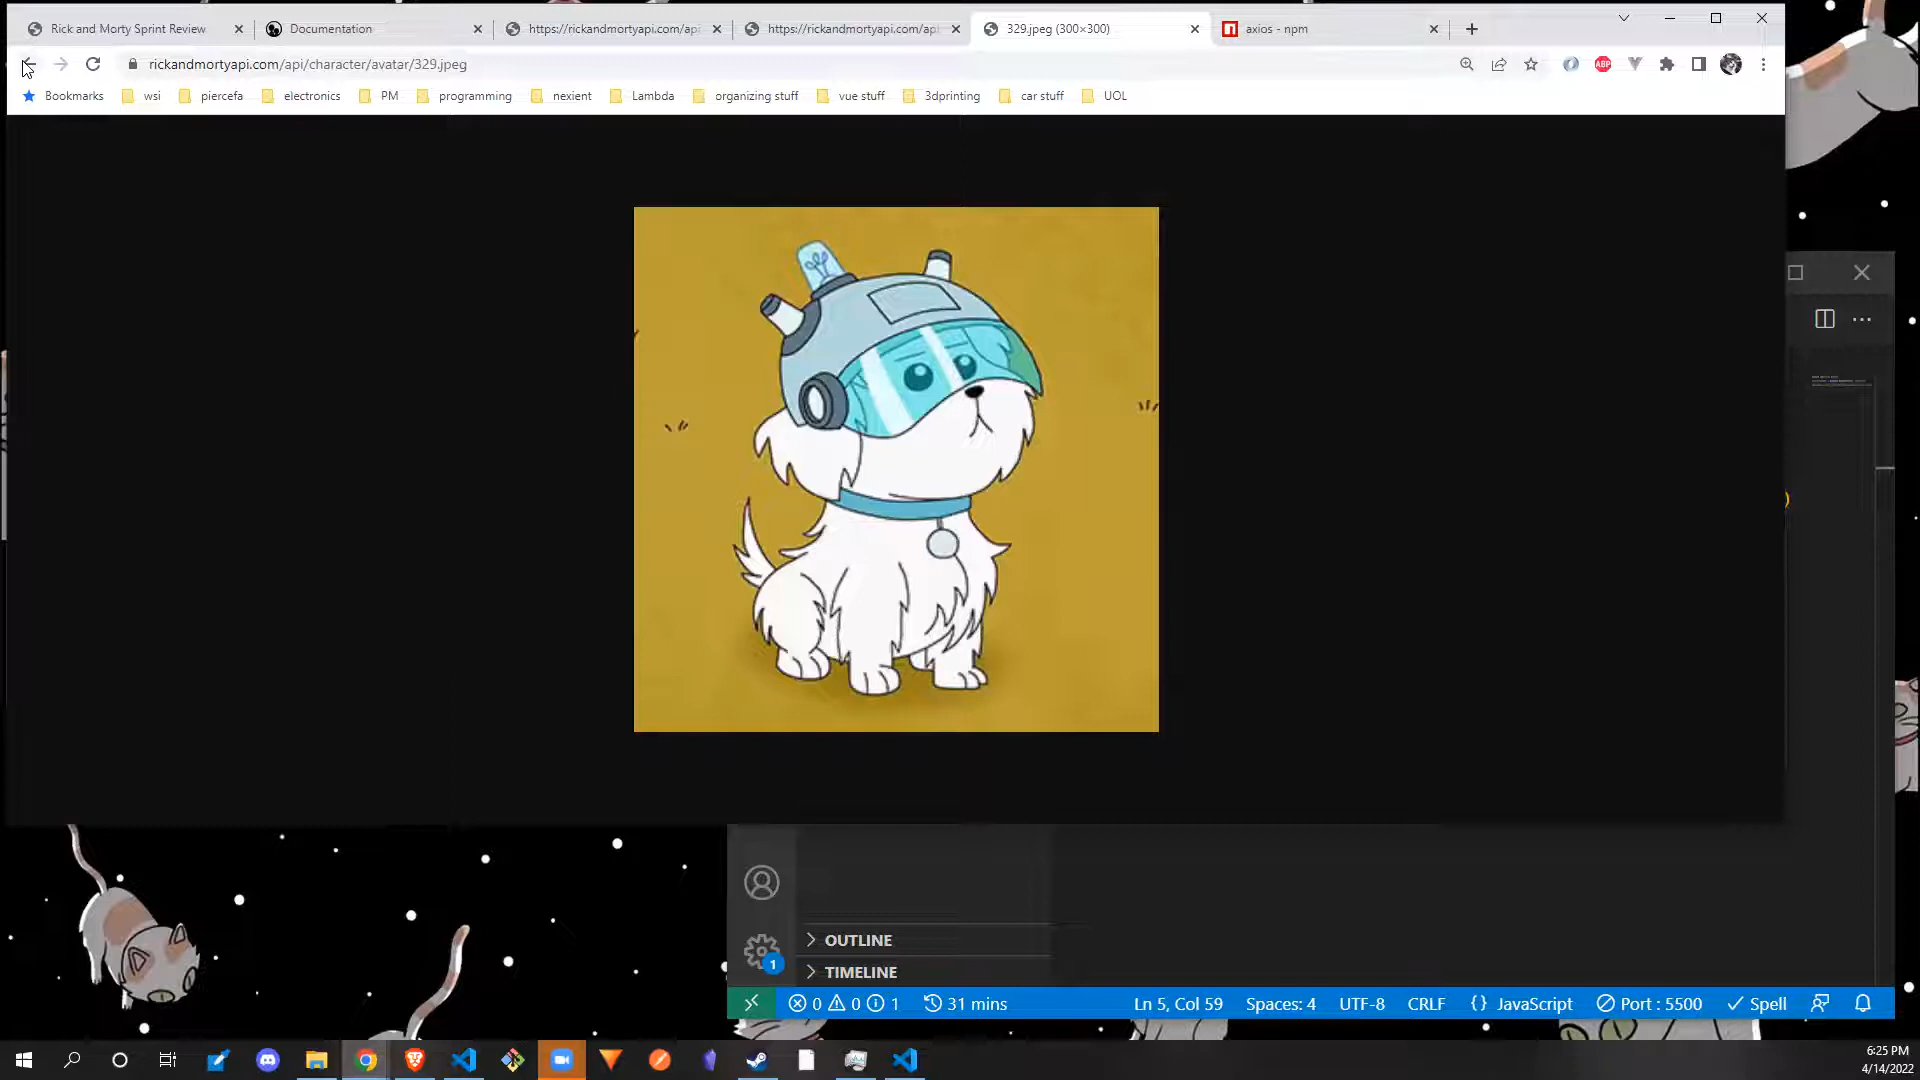 Rick and Morty Sprint Review
Documentation
https://rickandmortyapi.com/api
https://rickandmortyapi.com/api
329.jpeg (300×300)
axios - npm
rickandmortyapi.com/api/character/avatar/329.jpeg
ABP
Bookmarks wsi piercefa electronics PM programming nexient Lambda organizing stuff vue stuff 3dprinting car stuff UOL
OUTLINE
1
TIMELINE
0 0 1 31 mins Ln 5, Col 59 Spaces: 4 UTF-8 CRLF {} JavaScript Port : 5500 Spell
6:25 PM
4/14/2022